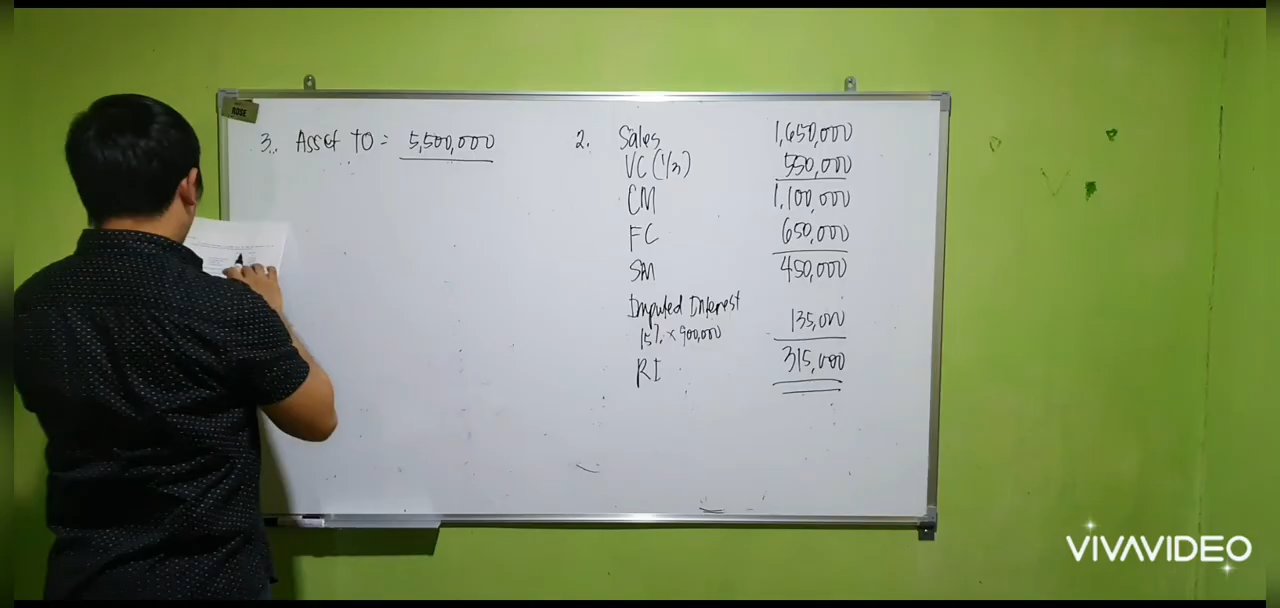 ROSE
3. Asset TO = 5,500,000
2. Sales 1,650,000
VC (1/3) 550,000
CM 1,100,000
FC 650,000
SM 450,000
Imputed Interest
15% x 900,000 135,000
RI 315,000
VIVAVIDEO